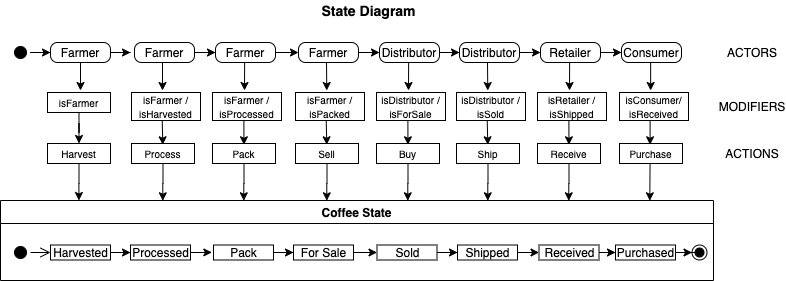 State Diagram
Farmer Farmer Farmer Farmer Distributor Distributor Retailer Consumer ACTORS
isFarmer isFarmer / isHarvested isFarmer / isProcessed isFarmer / isPacked isDistributor / isForSale isDistributor / isSold isRetailer / isShipped isConsumer/ isReceived MODIFIERS
Harvest Process Pack Sell Buy Ship Receive Purchase ACTIONS
Coffee State
Harvested Processed Pack For Sale Sold Shipped Received Purchased